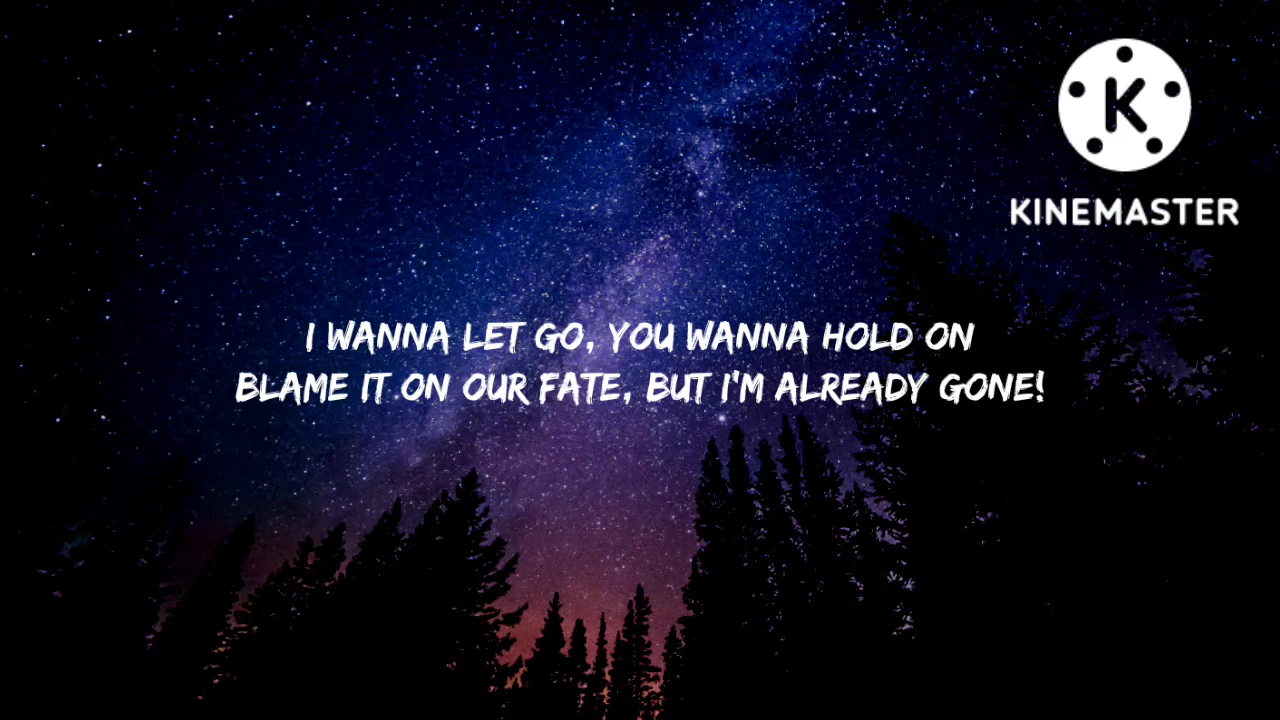 K
KINEMASTER
I WANNA LET GO, YOU WANNA HOLD ON
BLAME IT ON OUR FATE, BUT I'M ALREADY GONE!